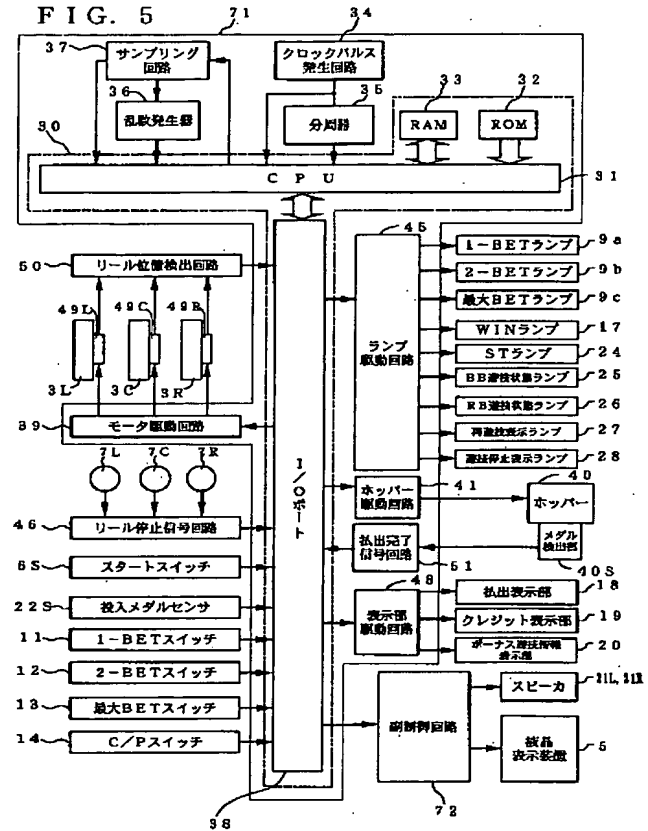 FIG. 5
71
37
サンプリング
回路
34
クロックパルス
発生回路
36
乱数発生器
35
分周器
33
RAM
32
ROM
30
CPU
31
50
リール位置検出回路
45
ランプ
駆動回路
1-BETランプ
9a
2-BETランプ
9b
最大BETランプ
9c
WINランプ
17
STランプ
24
BB遊技状態ランプ
25
RB遊技状態ランプ
26
再遊技表示ランプ
27
遊技停止表示ランプ
28
49L
49C
49R
3L
3C
3R
39
モータ駆動回路
7L
7C
7R
I/Oポート
41
ホッパー
駆動回路
40
ホッパー
メダル
検出部
40S
46
リール停止信号回路
払出完了
信号回路
51
6S
スタートスイッチ
22S
投入メダルセンサ
48
表示部
駆動回路
払出表示部
18
クレジット表示部
19
ボーナス遊技情報
表示部
20
11
1-BETスイッチ
12
2-BETスイッチ
13
最大BETスイッチ
14
C/Pスイッチ
副制御回路
72
スピーカ
21L, 21R
液晶
表示装置
5
38